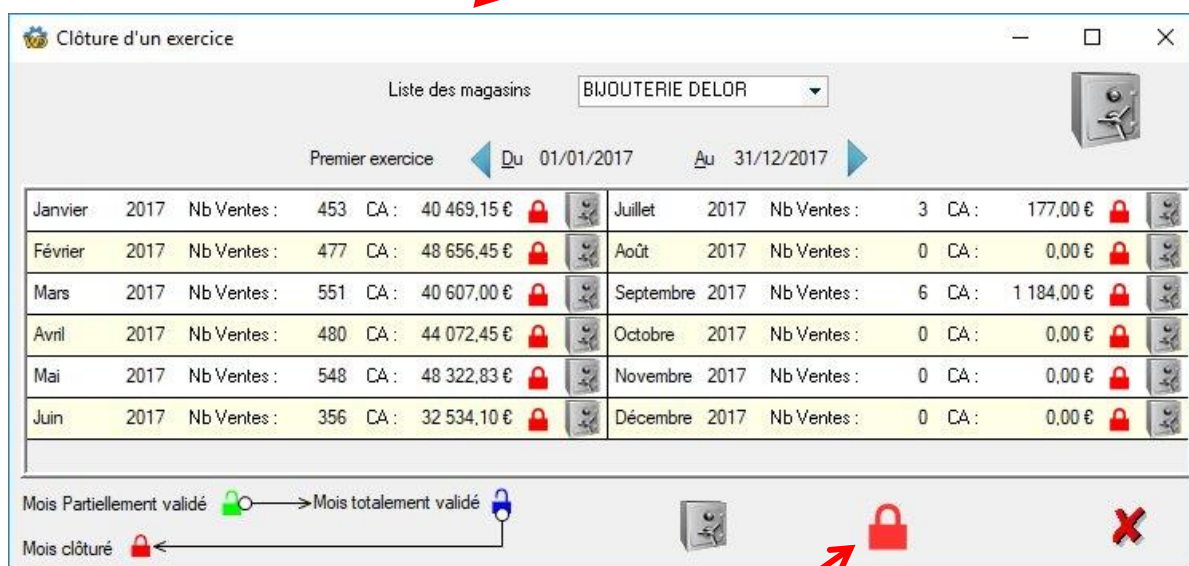 Clôture d'un exercice
Liste des magasins BIJOUTERIE DELOR
Premier exercice Du 01/01/2017 Au 31/12/2017
Janvier 2017 Nb Ventes : 453 CA : 40 469,15 € Juillet 2017 Nb Ventes : 3 CA : 177,00 €
Février 2017 Nb Ventes : 477 CA : 48 656,45 € Août 2017 Nb Ventes : 0 CA : 0,00 €
Mars 2017 Nb Ventes : 551 CA : 40 607,00 € Septembre 2017 Nb Ventes : 6 CA : 1 184,00 €
Avril 2017 Nb Ventes : 480 CA : 44 072,45 € Octobre 2017 Nb Ventes : 0 CA : 0,00 €
Mai 2017 Nb Ventes : 548 CA : 48 322,83 € Novembre 2017 Nb Ventes : 0 CA : 0,00 €
Juin 2017 Nb Ventes : 356 CA : 32 534,10 € Décembre 2017 Nb Ventes : 0 CA : 0,00 €
Mois Partiellement validé Mois totalement validé
Mois clôturé